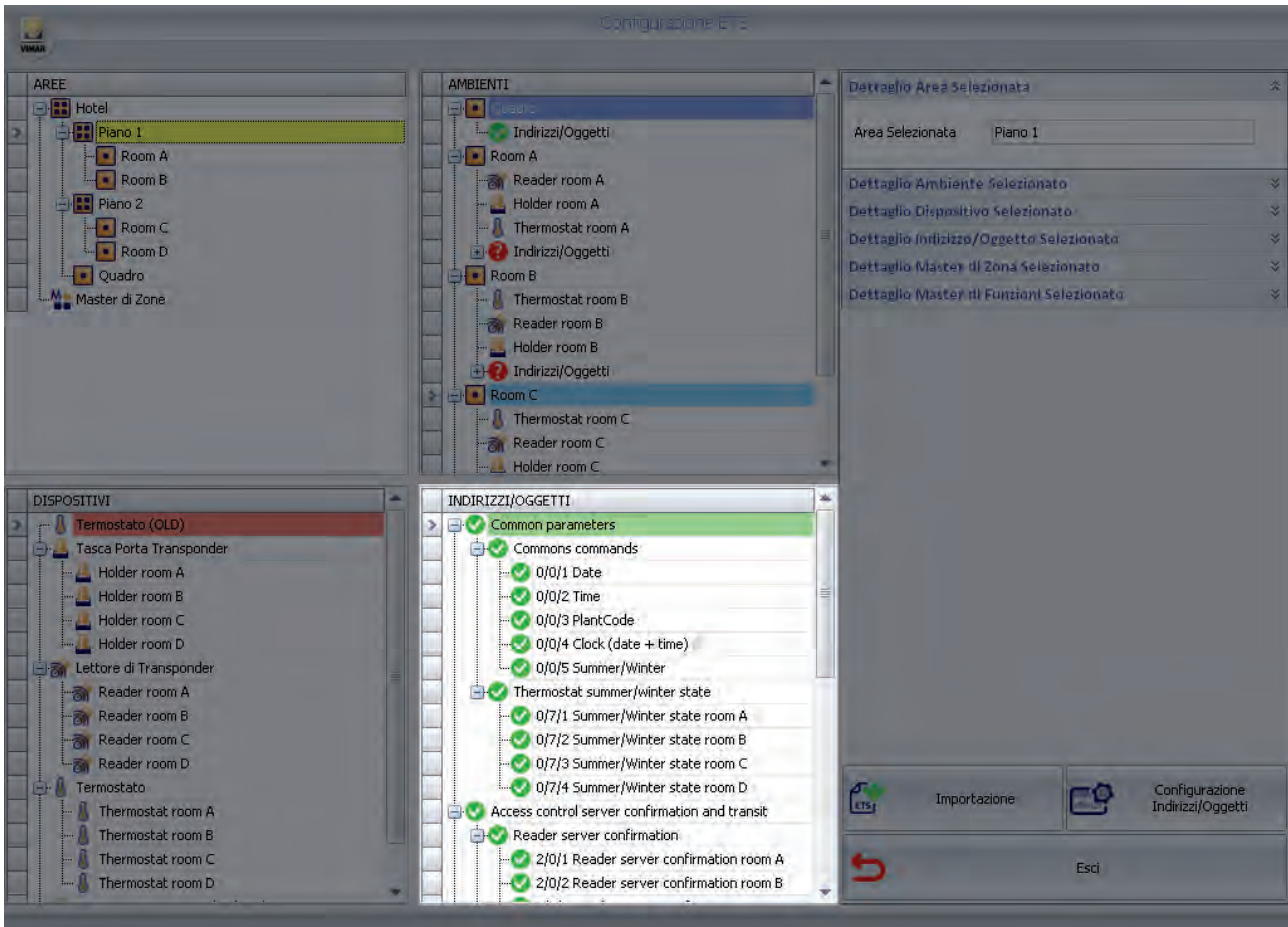 Configurazione ETE
VIMAR
AREE
Hotel
Piano 1
Room A
Room B
Piano 2
Room C
Room D
Quadro
Master di Zone
AMBIENTI
Quadro
Indirizzi/Oggetti
Room A
Reader room A
Holder room A
Thermostat room A
Indirizzi/Oggetti
Room B
Thermostat room B
Reader room B
Holder room B
Indirizzi/Oggetti
Room C
Thermostat room C
Reader room C
Holder room C
Dettaglio Area Selezionata
Area Selezionata Piano 1
Dettaglio Ambiente Selezionato
Dettaglio Dispositivo Selezionato
Dettaglio Indirizzo/Oggetto Selezionato
Dettaglio Master di Zona Selezionato
Dettaglio Master di Funzioni Selezionato
DISPOSITIVI
Termostato (OLD)
Tasca Porta Transponder
Holder room A
Holder room B
Holder room C
Holder room D
Lettore di Transponder
Reader room A
Reader room B
Reader room C
Reader room D
Termostato
Thermostat room A
Thermostat room B
Thermostat room C
Thermostat room D
INDIRIZZI/OGGETTI
Common parameters
Commons commands
0/0/1 Date
0/0/2 Time
0/0/3 PlantCode
0/0/4 Clock (date + time)
0/0/5 Summer/Winter
Thermostat summer/winter state
0/7/1 Summer/Winter state room A
0/7/2 Summer/Winter state room B
0/7/3 Summer/Winter state room C
0/7/4 Summer/Winter state room D
Access control server confirmation and transit
Reader server confirmation
2/0/1 Reader server confirmation room A
2/0/2 Reader server confirmation room B
ETS
Importazione
Configurazione
Indirizzi/Oggetti
Esci